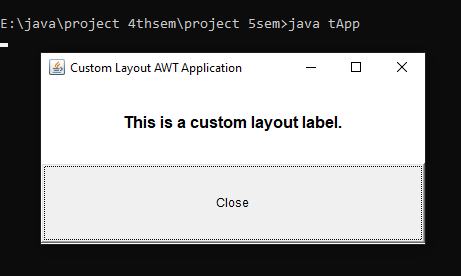 E:\java\project 4thsem\project 5sem>java tApp
Custom Layout AWT Application
This is a custom layout label.
Close